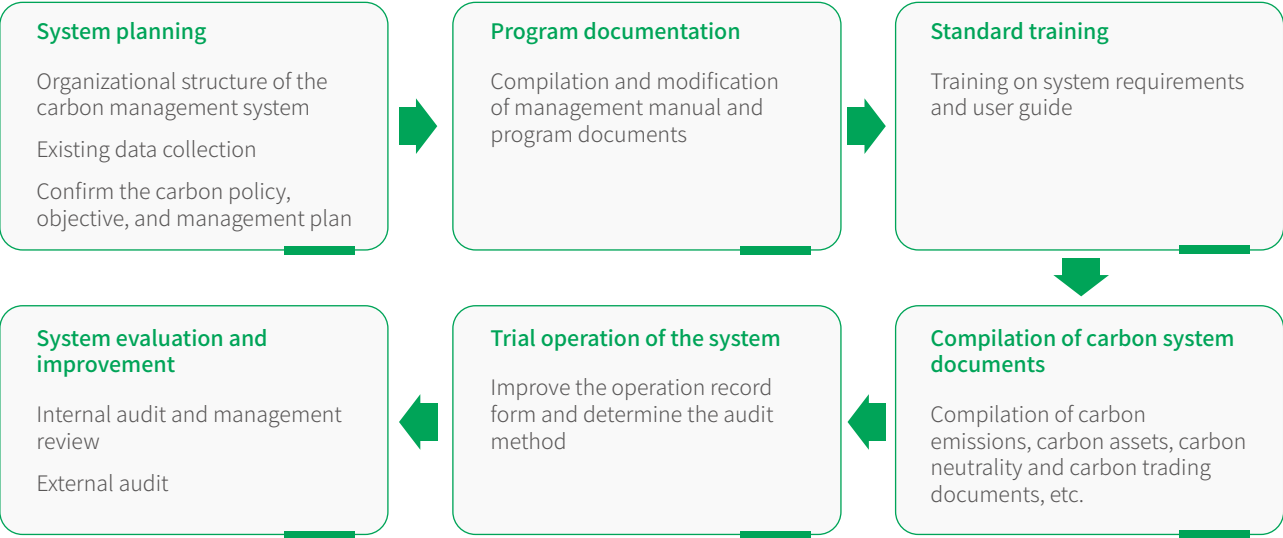 System planning
Organizational structure of the
carbon management system
Existing data collection
Confirm the carbon policy,
objective, and management plan
Program documentation
Compilation and modification
of management manual and
program documents
Standard training
Training on system requirements
and user guide
Compilation of carbon system
documents
Compilation of carbon
emissions, carbon assets, carbon
neutrality and carbon trading
documents, etc.
Trial operation of the system
Improve the operation record
form and determine the audit
method
System evaluation and
improvement
Internal audit and management
review
External audit